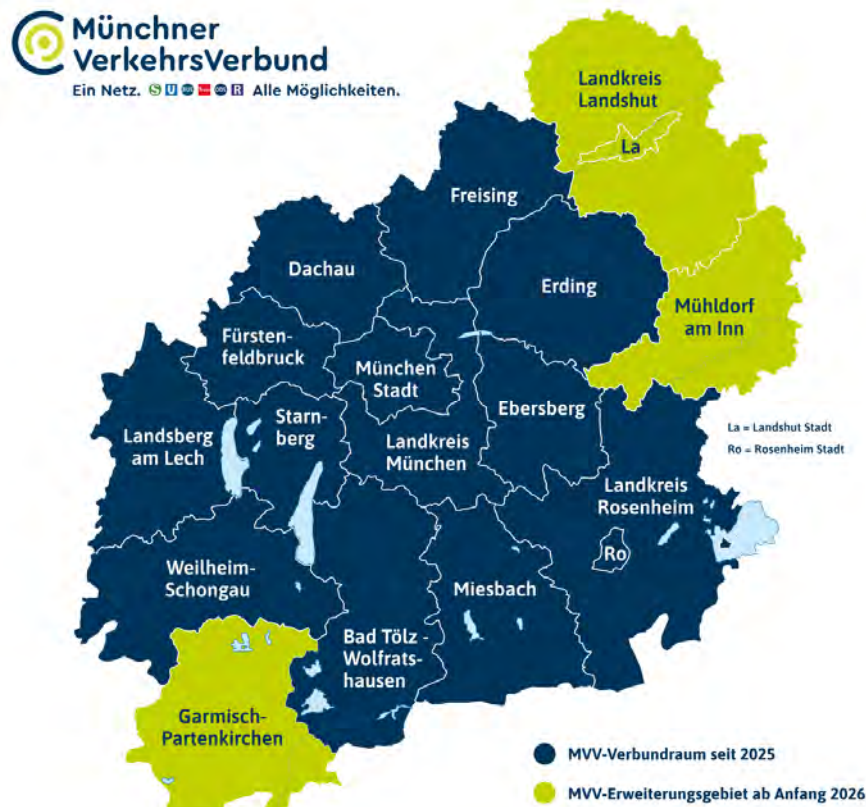 Münchner
VerkehrsVerbund
Ein Netz. S U BUS Tram R Alle Möglichkeiten.
Landkreis
Landshut
La
Freising
Dachau
Erding
Mühldorf
am Inn
Fürsten-
feldbruck
München
Stadt
Ebersberg
Starn-
berg
Landsberg
am Lech
Landkreis
München
La = Landshut Stadt
Ro = Rosenheim Stadt
Landkreis
Rosenheim
Ro
Weilheim-
Schongau
Miesbach
Bad Tölz -
Wolfrats-
hausen
Garmisch-
Partenkirchen
MVV-Verbundraum seit 2025
MVV-Erweiterungsgebiet ab Anfang 2026